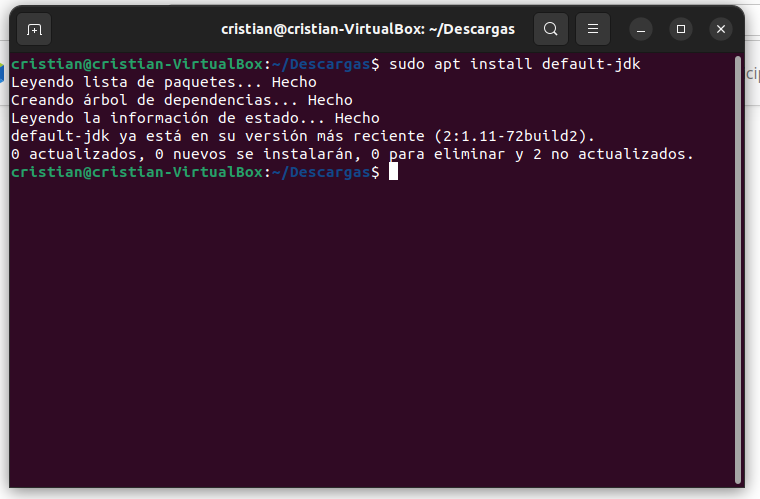 cristian@cristian-VirtualBox: ~/Descargas
cristian@cristian-VirtualBox:~/Descargas$ sudo apt install default-jdk
Leyendo lista de paquetes... Hecho
Creando árbol de dependencias... Hecho
Leyendo la información de estado... Hecho
default-jdk ya está en su versión más reciente (2:1.11-72build2).
0 actualizados, 0 nuevos se instalarán, 0 para eliminar y 2 no actualizados.
cristian@cristian-VirtualBox:~/Descargas$